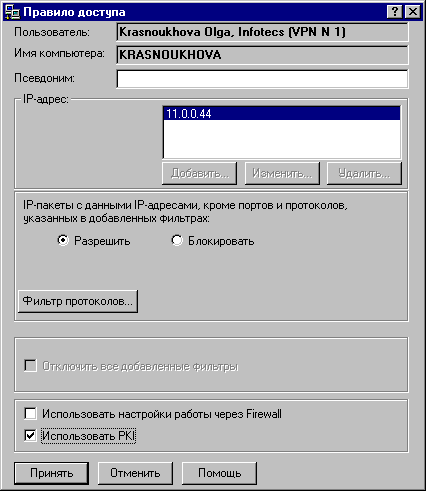 Правило доступа
Пользователь: Krasnoukhova Olga, Infotecs (VPN N 1)
Имя компьютера: KRASNOUKHOVA
Псевдоним:
IP-адрес:
11.0.0.44
Добавить... Изменить... Удалить...
IP-пакеты с данными IP-адресами, кроме портов и протоколов,
указанных в добавленных фильтрах:
Разрешить Блокировать
Фильтр протоколов...
Отключить все добавленные фильтры
Использовать настройки работы через Firewall
Использовать PKI
Принять Отменить Помощь